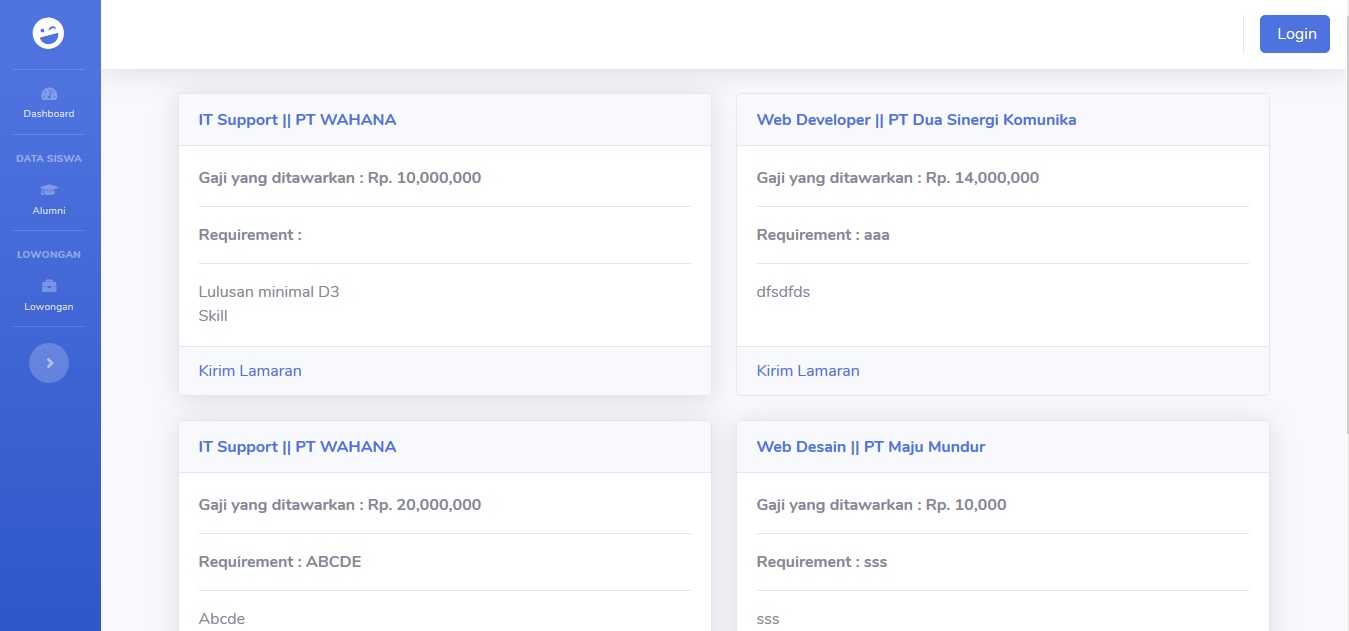 Login
Dashboard
DATA SISWA
Alumni
LOWONGAN
Lowongan
IT Support || PT WAHANA
Gaji yang ditawarkan : Rp. 10,000,000
Requirement :
Lulusan minimal D3
Skill
Kirim Lamaran
Web Developer || PT Dua Sinergi Komunika
Gaji yang ditawarkan : Rp. 14,000,000
Requirement : aaa
dfsdfds
Kirim Lamaran
IT Support || PT WAHANA
Gaji yang ditawarkan : Rp. 20,000,000
Requirement : ABCDE
Abcde
Web Desain || PT Maju Mundur
Gaji yang ditawarkan : Rp. 10,000
Requirement : sss
sss